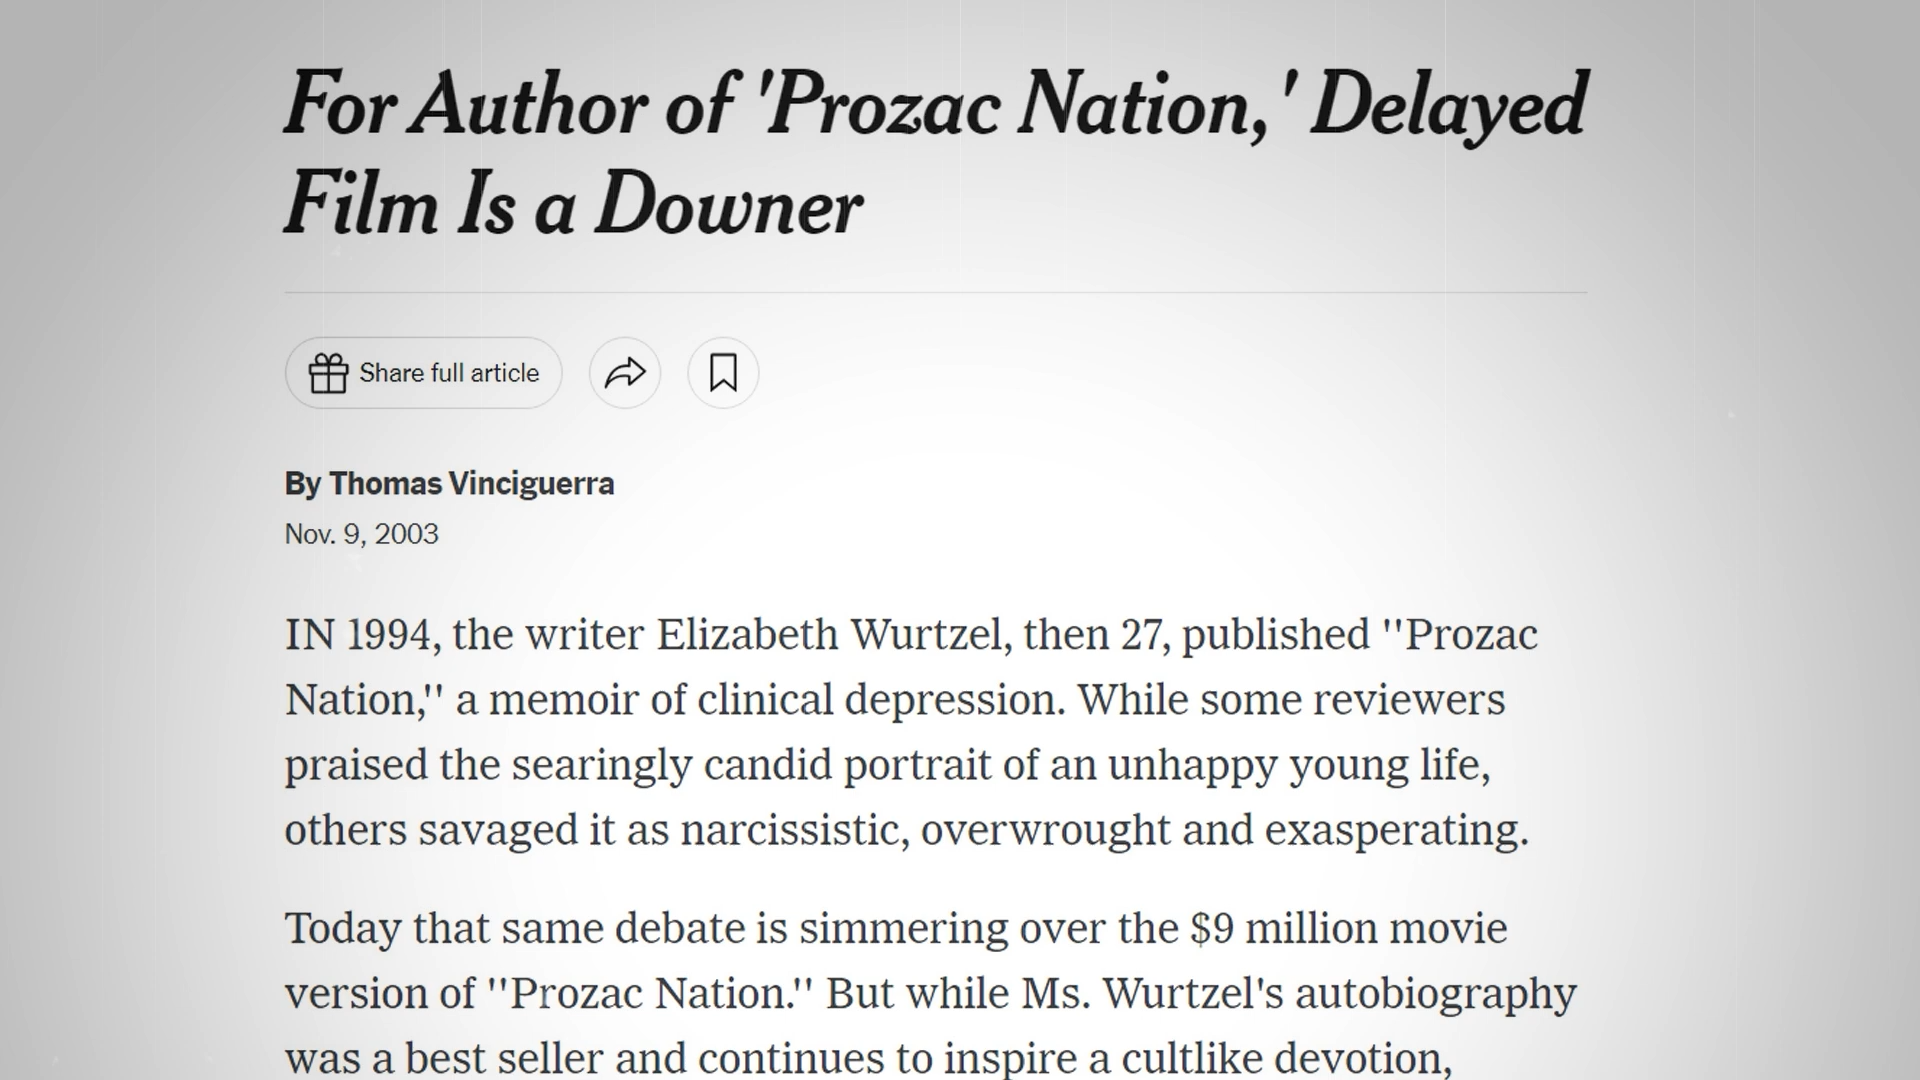 For Author of 'Prozac Nation,' Delayed
Film Is a Downer
Share full article
By Thomas Vinciguerra
Nov. 9, 2003
IN 1994, the writer Elizabeth Wurtzel, then 27, published ''Prozac
Nation,'' a memoir of clinical depression. While some reviewers
praised the searingly candid portrait of an unhappy young life,
others savaged it as narcissistic, overwrought and exasperating.
Today that same debate is simmering over the $9 million movie
version of ''Prozac Nation.'' But while Ms. Wurtzel's autobiography
was a best seller and continues to inspire a cultlike devotion,